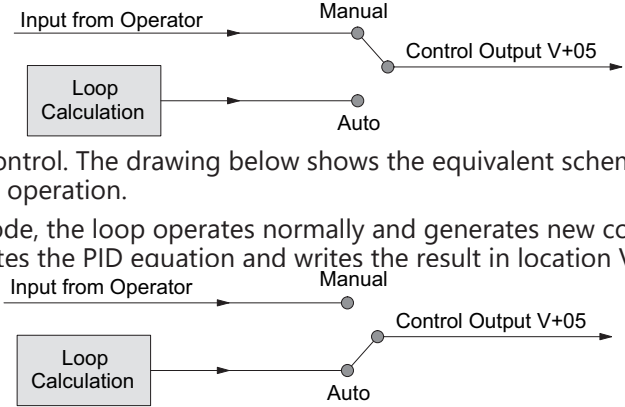 Manual
Input from Operator
Control Output V+05
Loop
Calculation
Auto
ontrol. The drawing below shows the equivalent schem
operation.
ode, the loop operates normally and generates new co
tes the PID equation and writes the result in location V
Manual
Input from Operator
Control Output V+05
Loop
Calculation
Auto